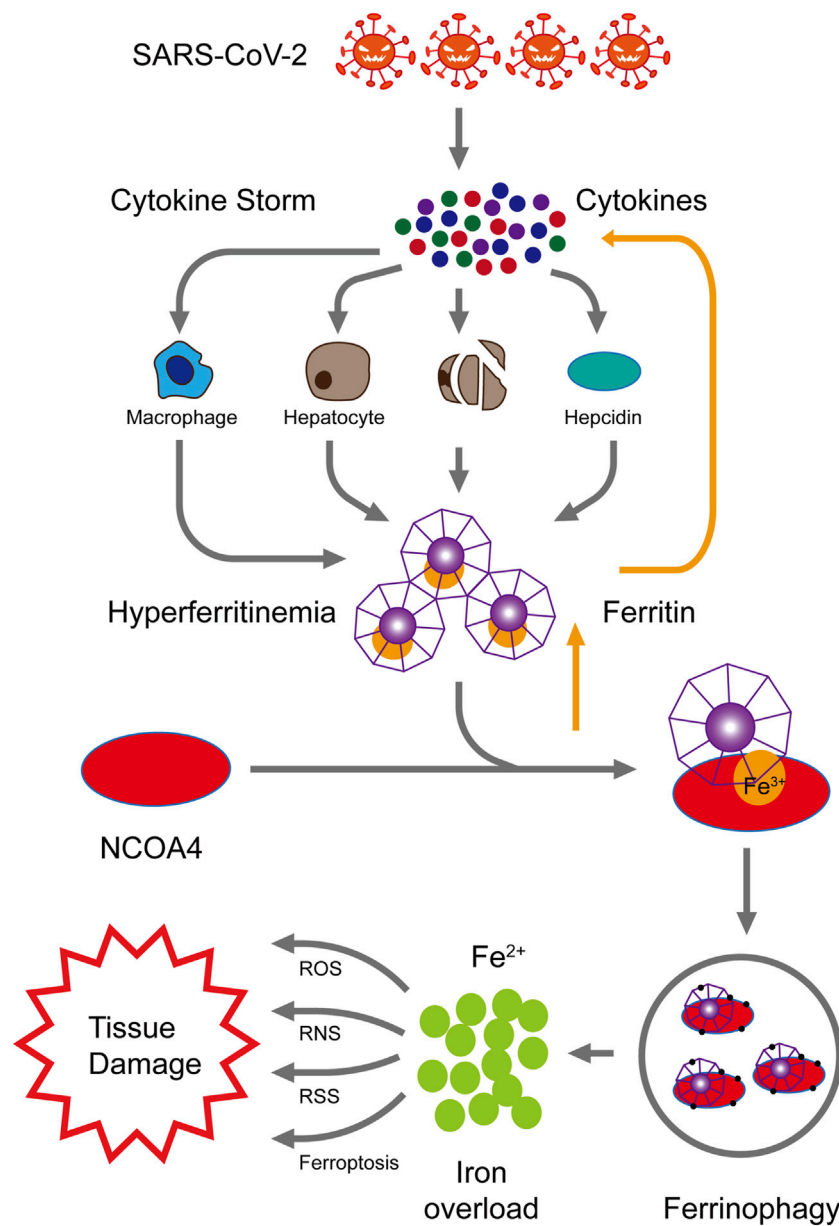 SARS-CoV-2
Cytokine Storm
Cytokines
Macrophage
Hepatocyte
Hepcidin
Hyperferritinemia
Ferritin
Fe³⁺
NCOA4
Tissue
Damage
ROS
RNS
RSS
Ferroptosis
Fe²⁺
Iron
overload
Ferrinophagy